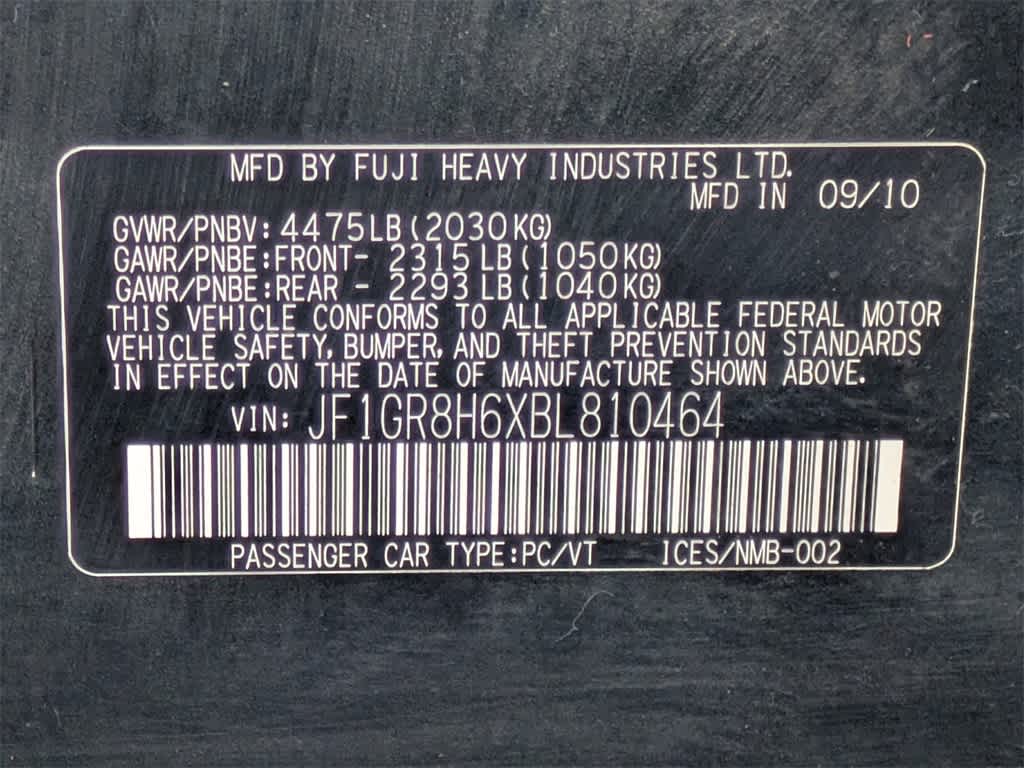 MFD BY FUJI HEAVY INDUSTRIES LTD.
MFD IN 09/10
GVWR/PNBV: 4475LB(2030KG)
GAWR/PNBE:FRONT- 2315LB(1050KG)
GAWR/PNBE:REAR - 2293LB(1040KG)
THIS VEHICLE CONFORMS TO ALL APPLICABLE FEDERAL MOTOR
VEHICLE SAFETY, BUMPER, AND THEFT PREVENTION STANDARDS
IN EFFECT ON THE DATE OF MANUFACTURE SHOWN ABOVE.
VIN: JF1GR8H6XBL810464
PASSENGER CAR TYPE:PC/VT ICES/NMB-002